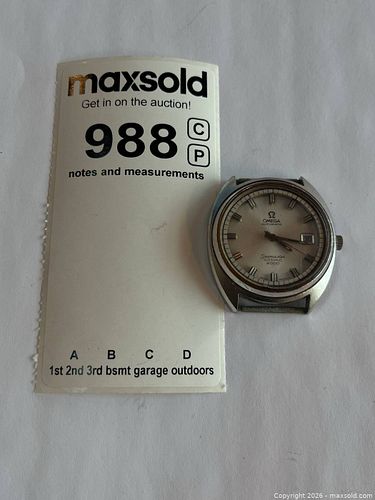 maxsold
Get in on the auction!
988
C
P
notes and measurements
A B C D
1st 2nd 3rd bsmt garage outdoors
OMEGA
Seamaster
Copyright 2026 - maxsold.com